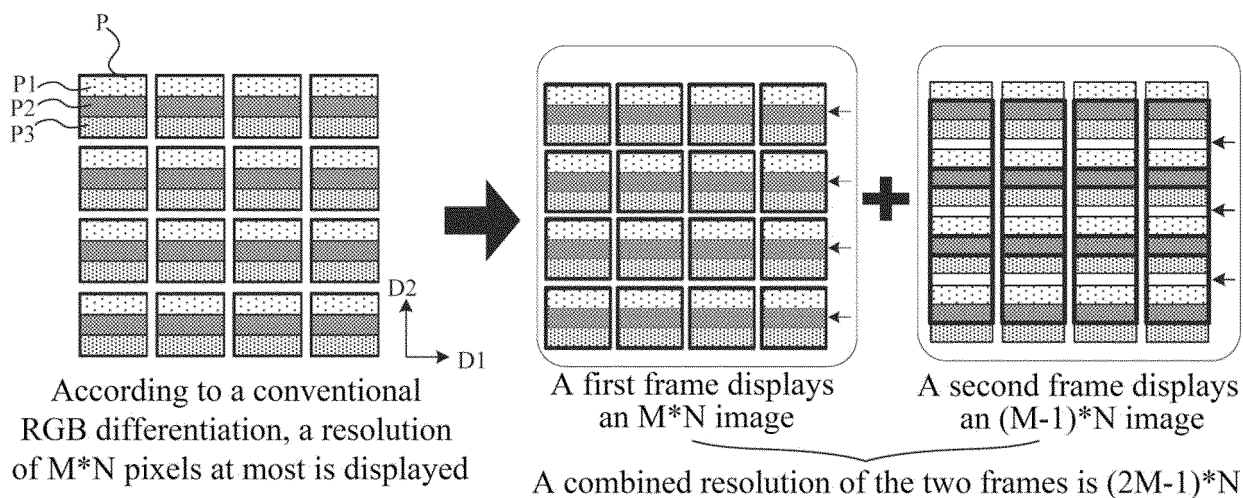 P
P1
P2
P3
D2
D1
According to a conventional
RGB differentiation, a resolution
of M*N pixels at most is displayed
A first frame displays
an M*N image
A second frame displays
an (M-1)*N image
A combined resolution of the two frames is (2M-1)*N